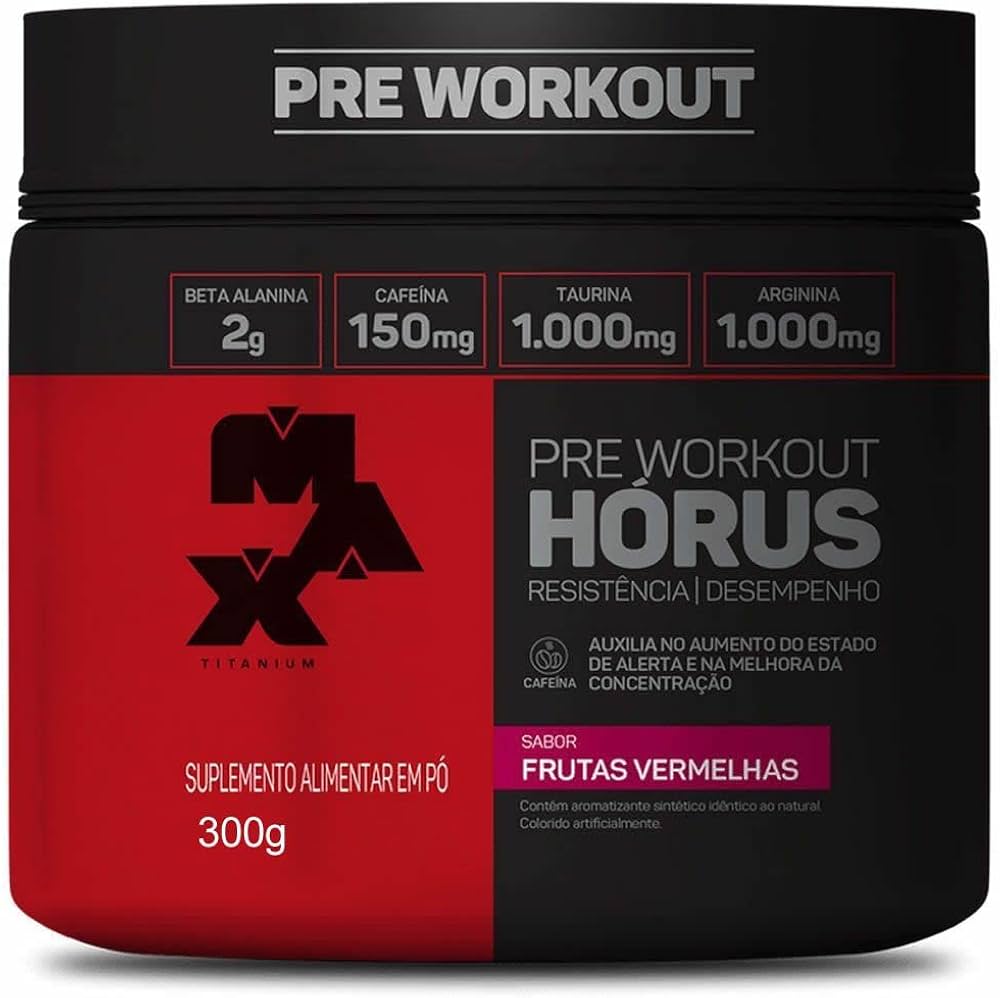 PRE WORKOUT
BETA ALANINA
2g
CAFEÍNA
150mg
TAURINA
1.000mg
ARGININA
1.000mg
MAX
TITANIUM
SUPLEMENTO ALIMENTAR EM PÓ
300g
PRE WORKOUT
HÓRUS
RESISTÊNCIA | DESEMPENHO
CAFEÍNA
AUXILIA NO AUMENTO DO ESTADO
DE ALERTA E NA MELHORA DA
CONCENTRAÇÃO
SABOR
FRUTAS VERMELHAS
Contém aromatizante sintético idêntico ao natural
Colorido artificialmente.